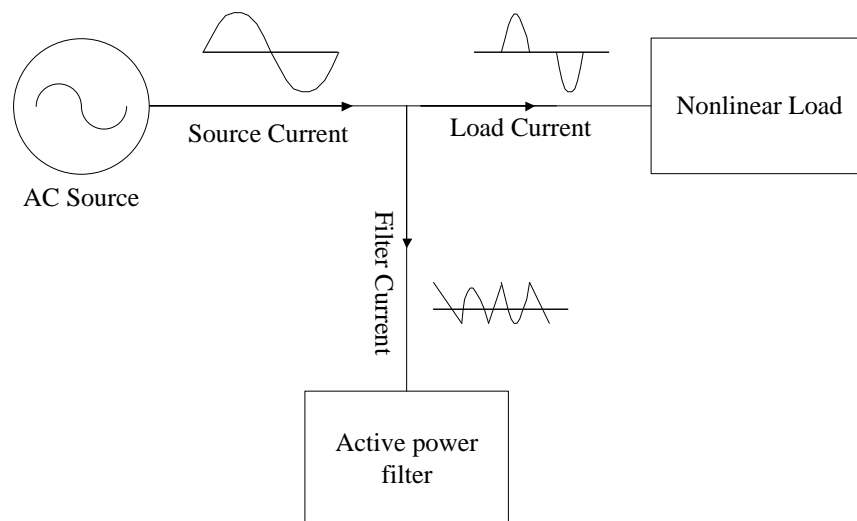 Nonlinear Load
Source Current
Load Current
AC Source
Filter Current
Active power
filter